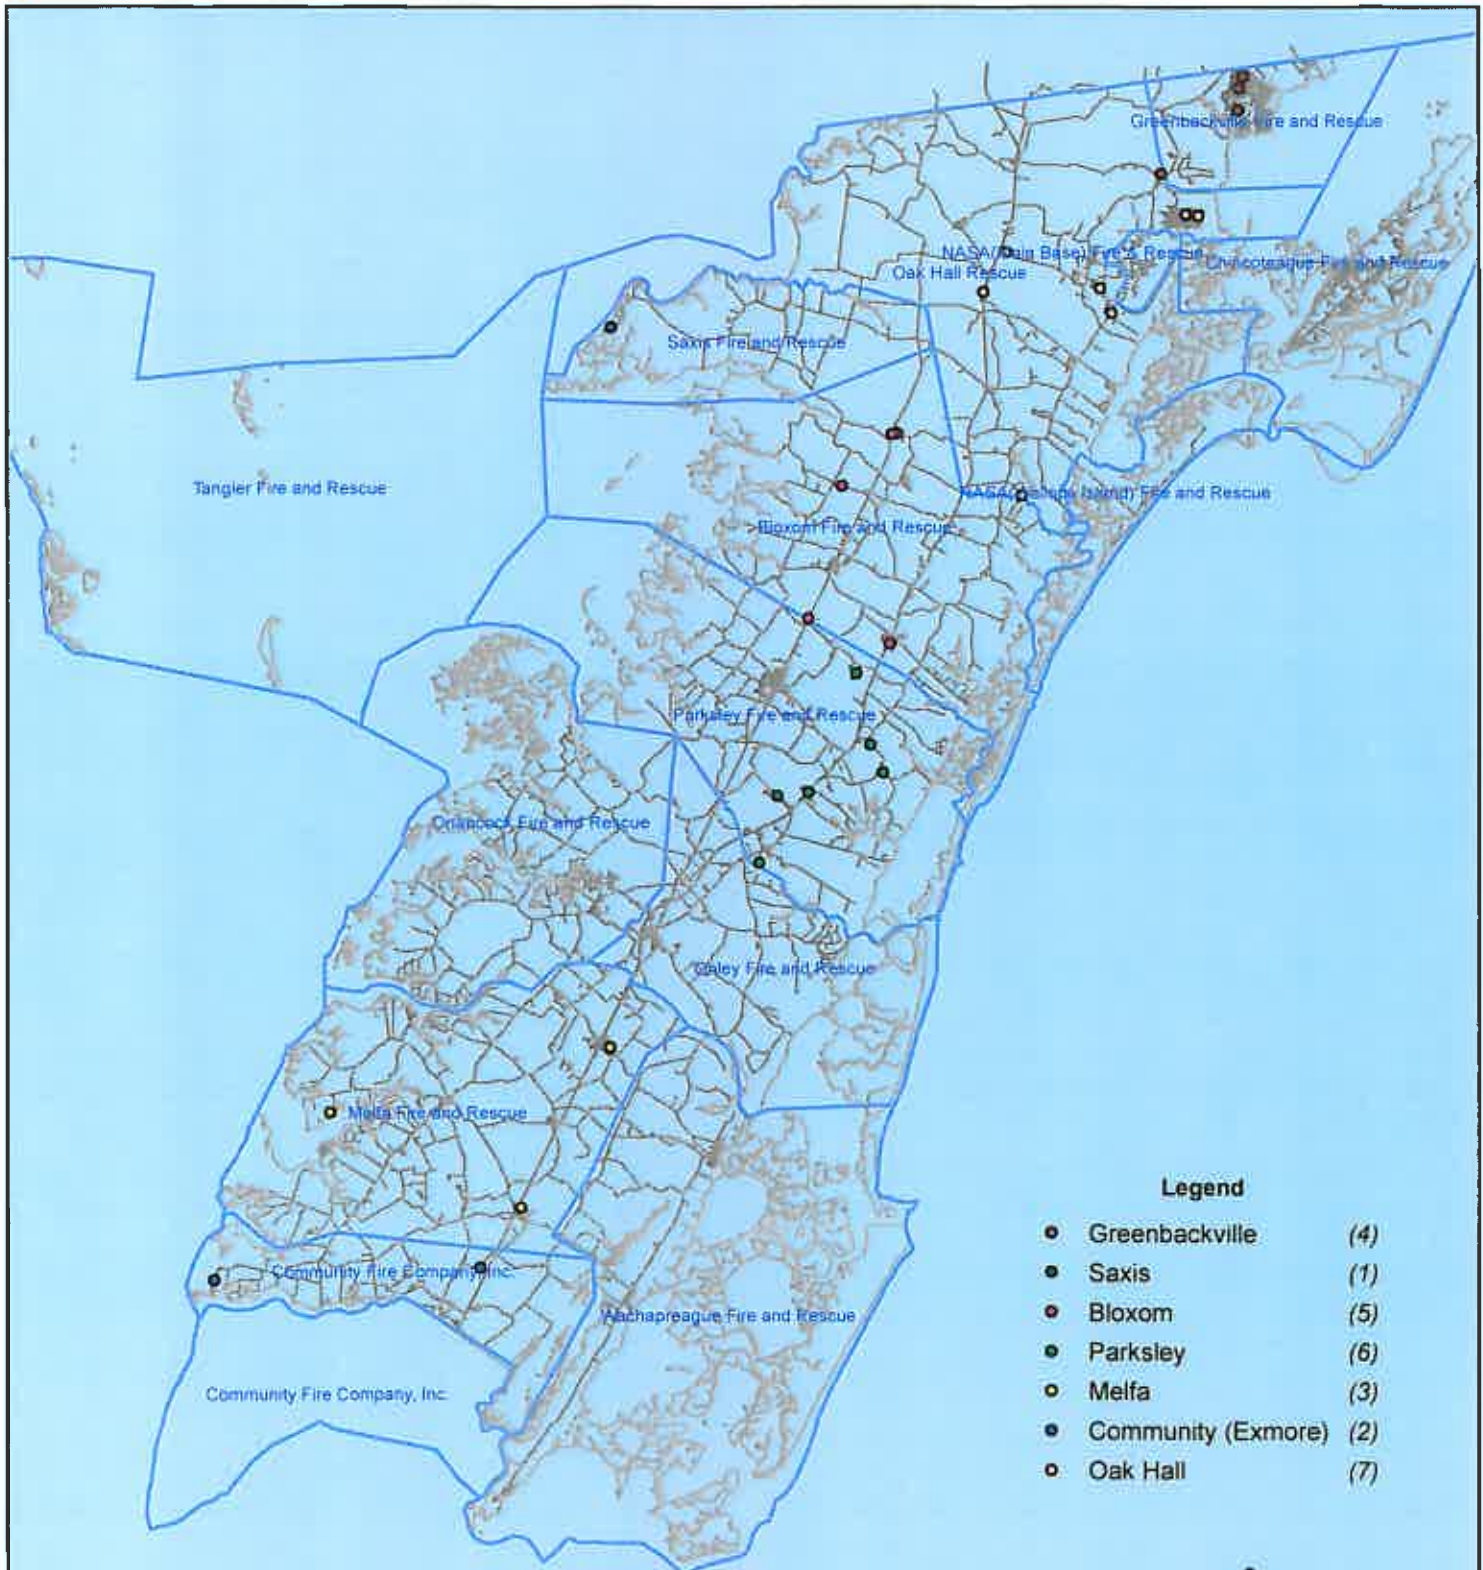 Greenbackville Fire and Rescue
NASA(Main Base) Fire & Rescue
Chincoteague Fire and Rescue
Oak Hall Rescue
Saxis Fire and Rescue
Tangier Fire and Rescue
NASA(Wallops Island) Fire and Rescue
Bloxom Fire and Rescue
Parksley Fire and Rescue
Onancock Fire and Rescue
Onley Fire and Rescue
Melfa Fire and Rescue
Community Fire Company, Inc.
Wachapreague Fire and Rescue
Community Fire Company, Inc.
Legend
Greenbackville (4)
Saxis (1)
Bloxom (5)
Parksley (6)
Melfa (3)
Community (Exmore) (2)
Oak Hall (7)